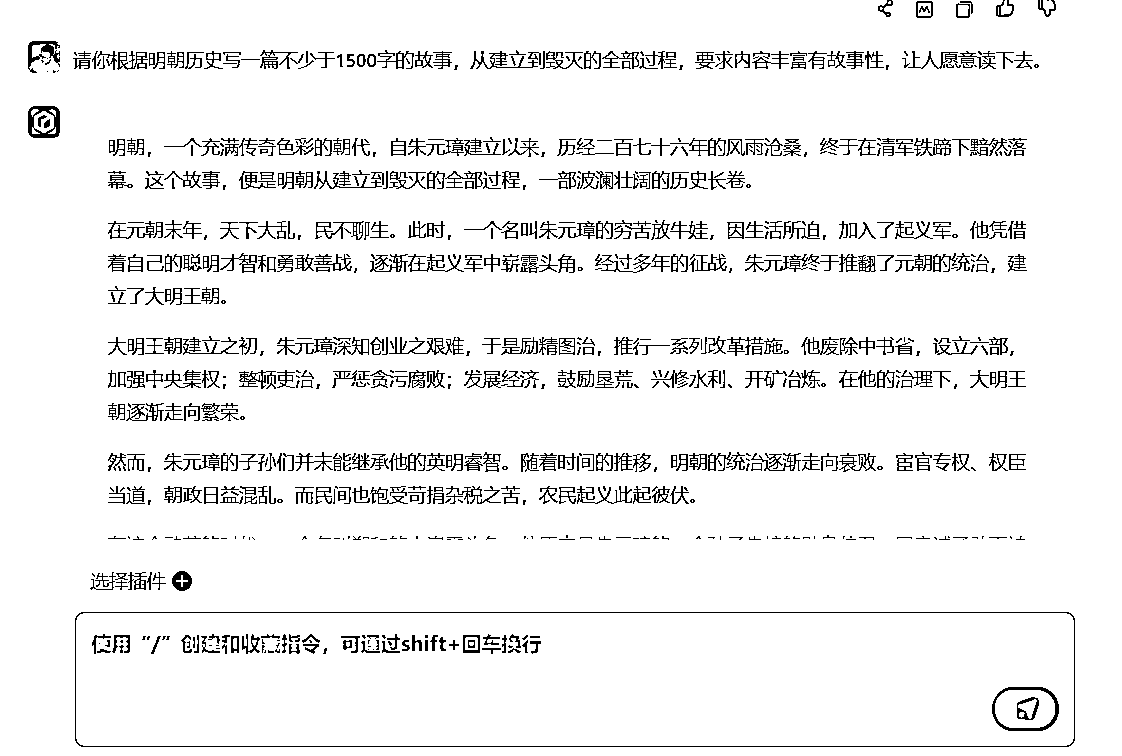 请你根据明朝历史写一篇不少于1500字的故事，从建立到毁灭的全部过程，要求内容丰富有故事性，让人愿意读下去。
明朝，一个充满传奇色彩的朝代，自朱元璋建立以来，历经二百七十六年的风雨沧桑，终于在清军铁蹄下黯然落
幕。这个故事，便是明朝从建立到毁灭的全部过程，一部波澜壮阔的历史长卷。
在元朝末年，天下大乱，民不聊生。此时，一个名叫朱元璋的穷苦放牛娃，因生活所迫，加入了起义军。他凭借
着自己的聪明才智和勇敢善战，逐渐在起义军中崭露头角。经过多年的征战，朱元璋终于推翻了元朝的统治，建
立了大明王朝。
大明王朝建立之初，朱元璋深知创业之艰难，于是励精图治，推行一系列改革措施。他废除中书省，设立六部，
加强中央集权；整顿吏治，严惩贪污腐败；发展经济，鼓励垦荒、兴修水利、开矿冶炼。在他的治理下，大明王
朝逐渐走向繁荣。
然而，朱元璋的子孙们并未能继承他的英明睿智。随着时间的推移，明朝的统治逐渐走向衰败。宦官专权、权臣
当道，朝政日益混乱。而民间也饱受苛捐杂税之苦，农民起义此起彼伏。
选择插件
使用“/”创建和收藏指令，可通过shift+回车换行